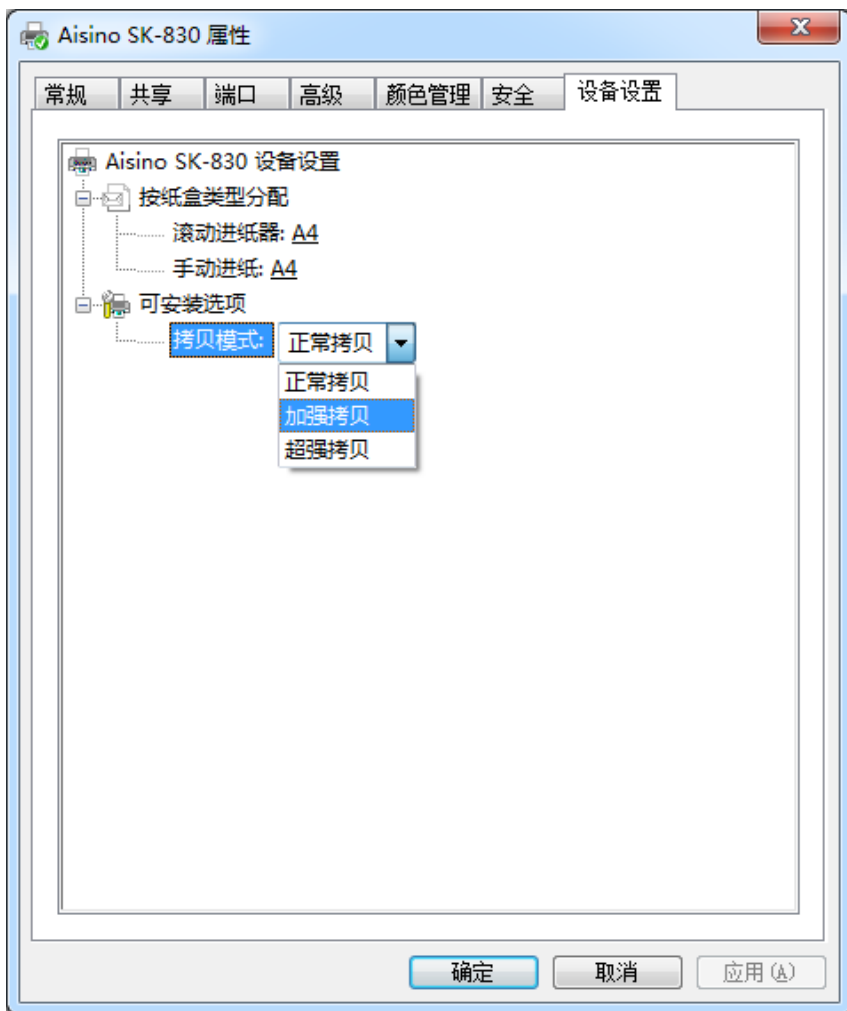 Aisino SK-830 属性
常规 共享 端口 高级 颜色管理 安全 设备设置
Aisino SK-830 设备设置
按纸盒类型分配
滚动进纸器: A4
手动进纸: A4
可安装选项
拷贝模式: 正常拷贝
正常拷贝
加强拷贝
超强拷贝
确定 取消 应用(A)